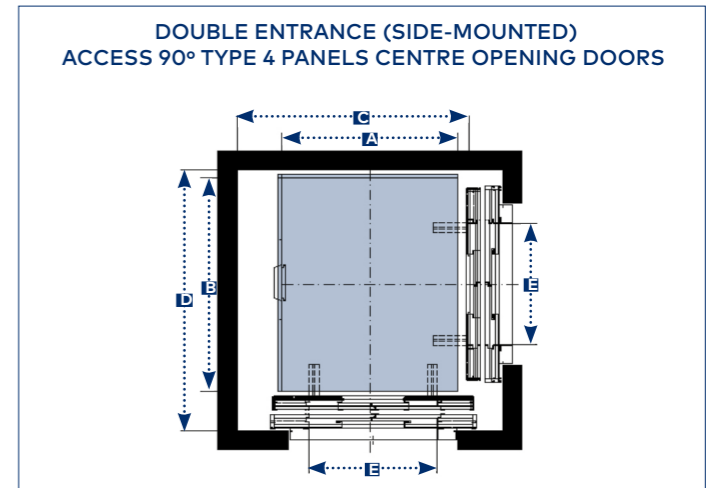 DOUBLE ENTRANCE (SIDE-MOUNTED)
ACCESS 90º TYPE 4 PANELS CENTRE OPENING DOORS
C
A
D
B
E
E